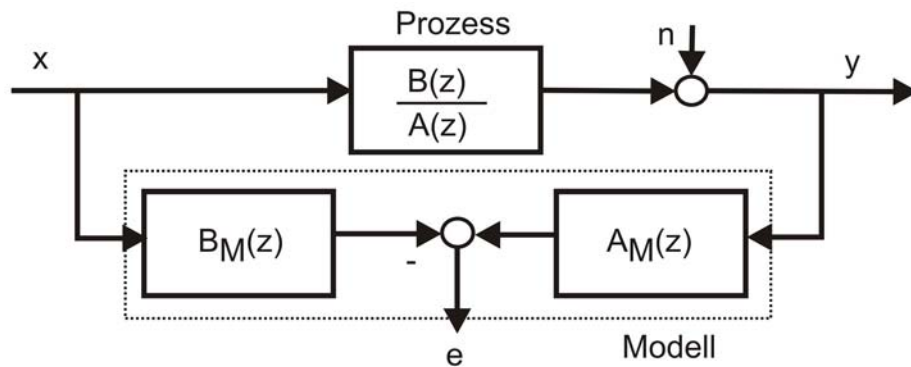 Prozess
x
n
y
B(z)
A(z)
B_M(z)
-
A_M(z)
e
Modell